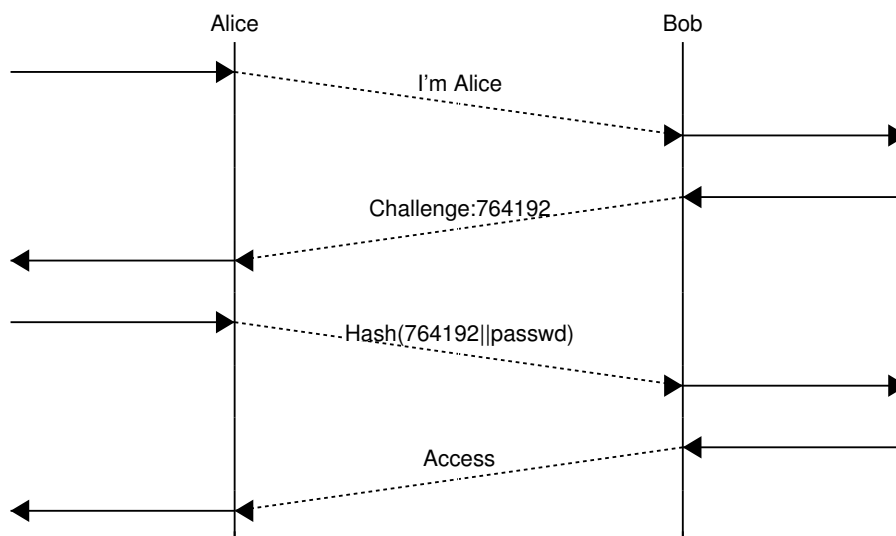 Alice
Bob
I'm Alice
Challenge:764192
Hash(764192||passwd)
Access